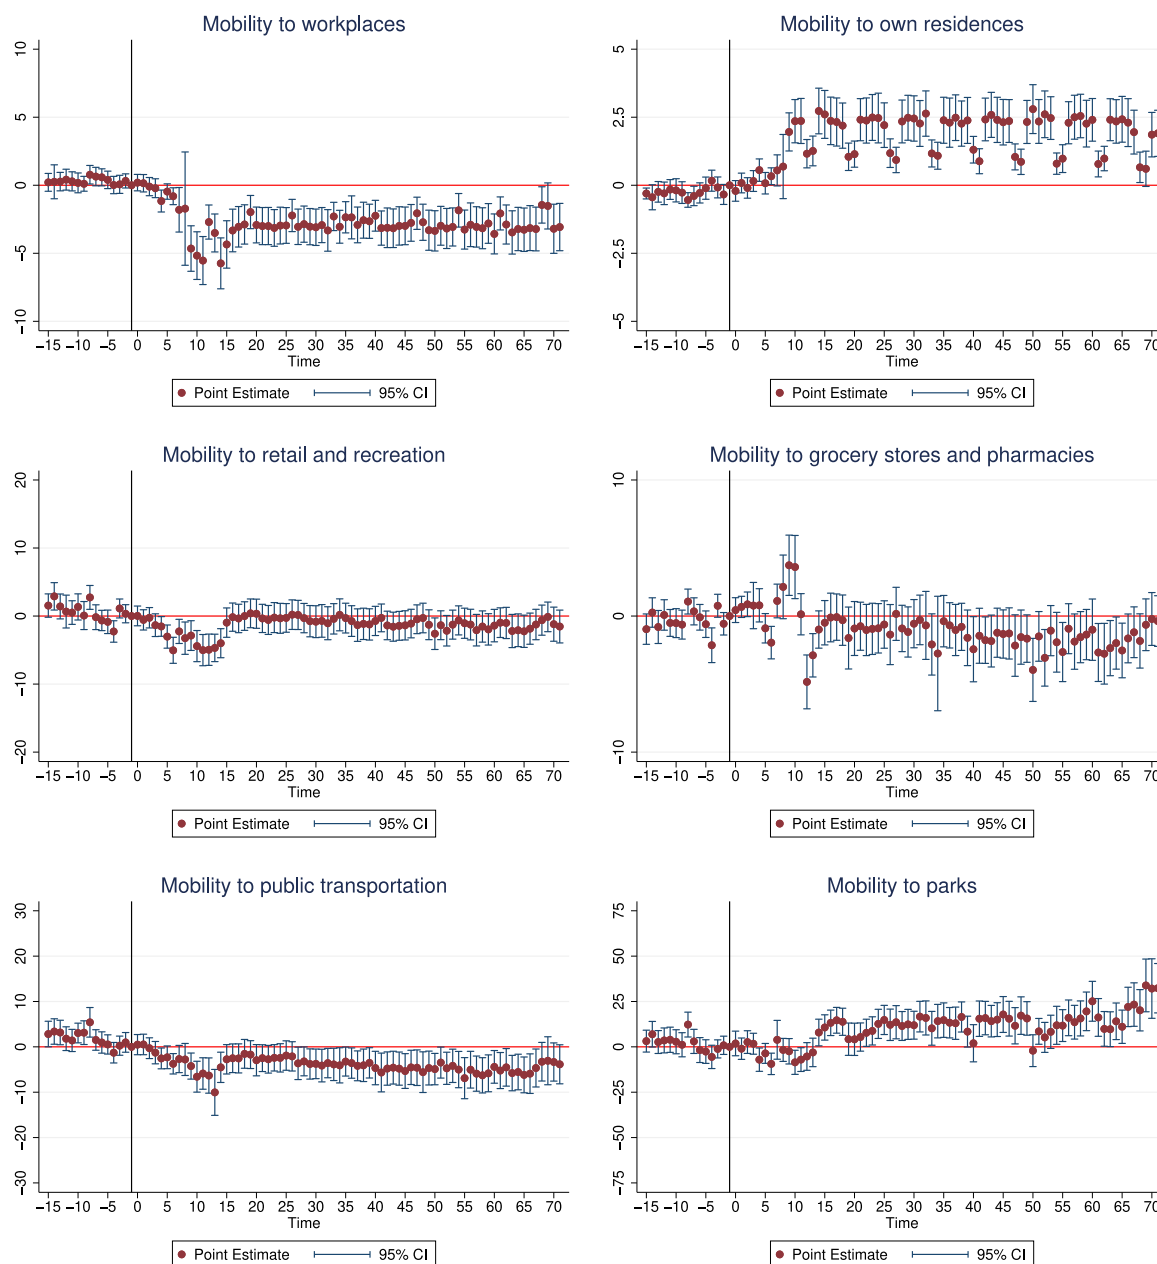 Mobility to workplaces
10
5
0
−5
−10
−15 −10 −5 0 5 10 15 20 25 30 35 40 45 50 55 60 65 70
Time
Point Estimate 95% CI
Mobility to own residences
5
2.5
0
−2.5
−5
−15 −10 −5 0 5 10 15 20 25 30 35 40 45 50 55 60 65 70
Time
Point Estimate 95% CI
Mobility to retail and recreation
20
10
0
−10
−20
−15 −10 −5 0 5 10 15 20 25 30 35 40 45 50 55 60 65 70
Time
Point Estimate 95% CI
Mobility to grocery stores and pharmacies
10
0
−10
−15 −10 −5 0 5 10 15 20 25 30 35 40 45 50 55 60 65 70
Time
Point Estimate 95% CI
Mobility to public transportation
30
20
10
0
−10
−20
−30
−15 −10 −5 0 5 10 15 20 25 30 35 40 45 50 55 60 65 70
Time
Point Estimate 95% CI
Mobility to parks
75
50
25
0
−25
−50
−75
−15 −10 −5 0 5 10 15 20 25 30 35 40 45 50 55 60 65 70
Time
Point Estimate 95% CI